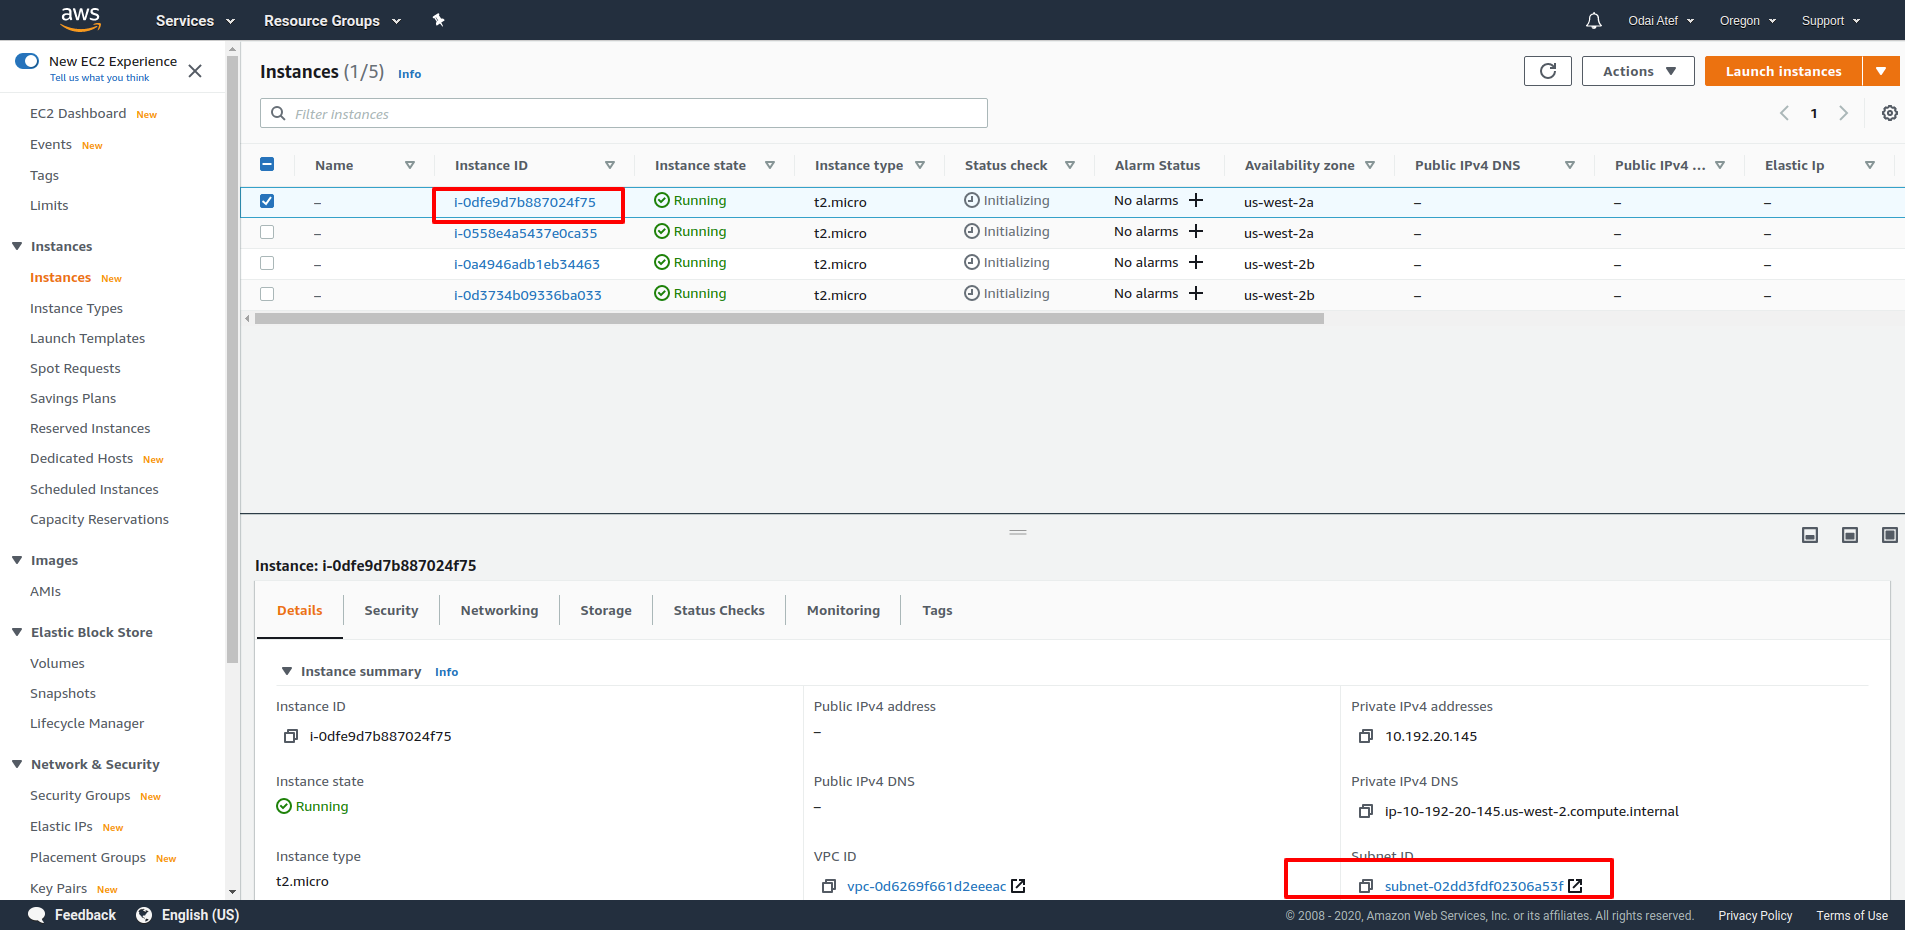 aws Services Resource Groups Odai Atef Oregon Support
New EC2 Experience
Tell us what you think
EC2 Dashboard New
Events New
Tags
Limits
Instances
Instances New
Instance Types
Launch Templates
Spot Requests
Savings Plans
Reserved Instances
Dedicated Hosts New
Scheduled Instances
Capacity Reservations
Images
AMIs
Elastic Block Store
Volumes
Snapshots
Lifecycle Manager
Network & Security
Security Groups New
Elastic IPs New
Placement Groups New
Key Pairs New
Instances (1/5) Info
Actions Launch instances
Filter instances
1
Name Instance ID Instance state Instance type Status check Alarm Status Availability zone Public IPv4 DNS Public IPv4 ... Elastic Ip
– i-0dfe9d7b887024f75 Running t2.micro Initializing No alarms us-west-2a – – –
– i-0558e4a5437e0ca35 Running t2.micro Initializing No alarms us-west-2a – – –
– i-0a4946adb1eb34463 Running t2.micro Initializing No alarms us-west-2b – – –
– i-0d3734b09336ba033 Running t2.micro Initializing No alarms us-west-2b – – –
Instance: i-0dfe9d7b887024f75
Details Security Networking Storage Status Checks Monitoring Tags
Instance summary Info
Instance ID Public IPv4 address Private IPv4 addresses
i-0dfe9d7b887024f75 – 10.192.20.145
Instance state Public IPv4 DNS Private IPv4 DNS
Running – ip-10-192-20-145.us-west-2.compute.internal
Instance type VPC ID Subnet ID
t2.micro vpc-0d6269f661d2eeeac subnet-02dd3fdf02306a53f
Feedback English (US) © 2008 - 2020, Amazon Web Services, Inc. or its affiliates. All rights reserved. Privacy Policy Terms of Use